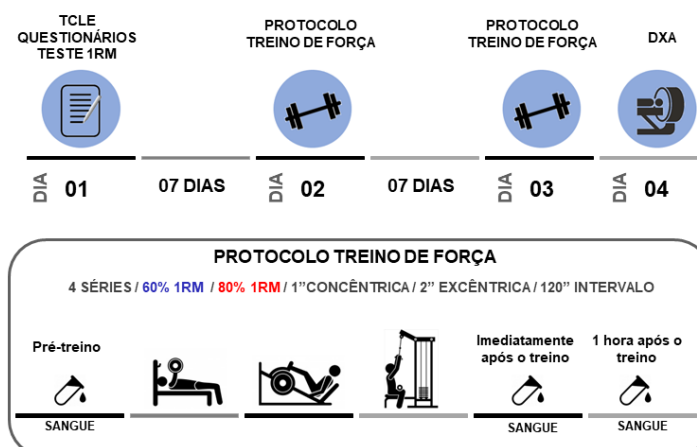 TCLE
QUESTIONÁRIOS
TESTE 1RM
PROTOCOLO
TREINO DE FORÇA
PROTOCOLO
TREINO DE FORÇA
DXA
DIA 01
07 DIAS
DIA 02
07 DIAS
DIA 03
DIA 04
PROTOCOLO TREINO DE FORÇA
4 SÉRIES / 60% 1RM / 80% 1RM / 1”CONCÊNTRICA / 2” EXCÊNTRICA / 120” INTERVALO
Pré-treino
Imediatamente
após o treino
1 hora após o
treino
SANGUE
SANGUE
SANGUE